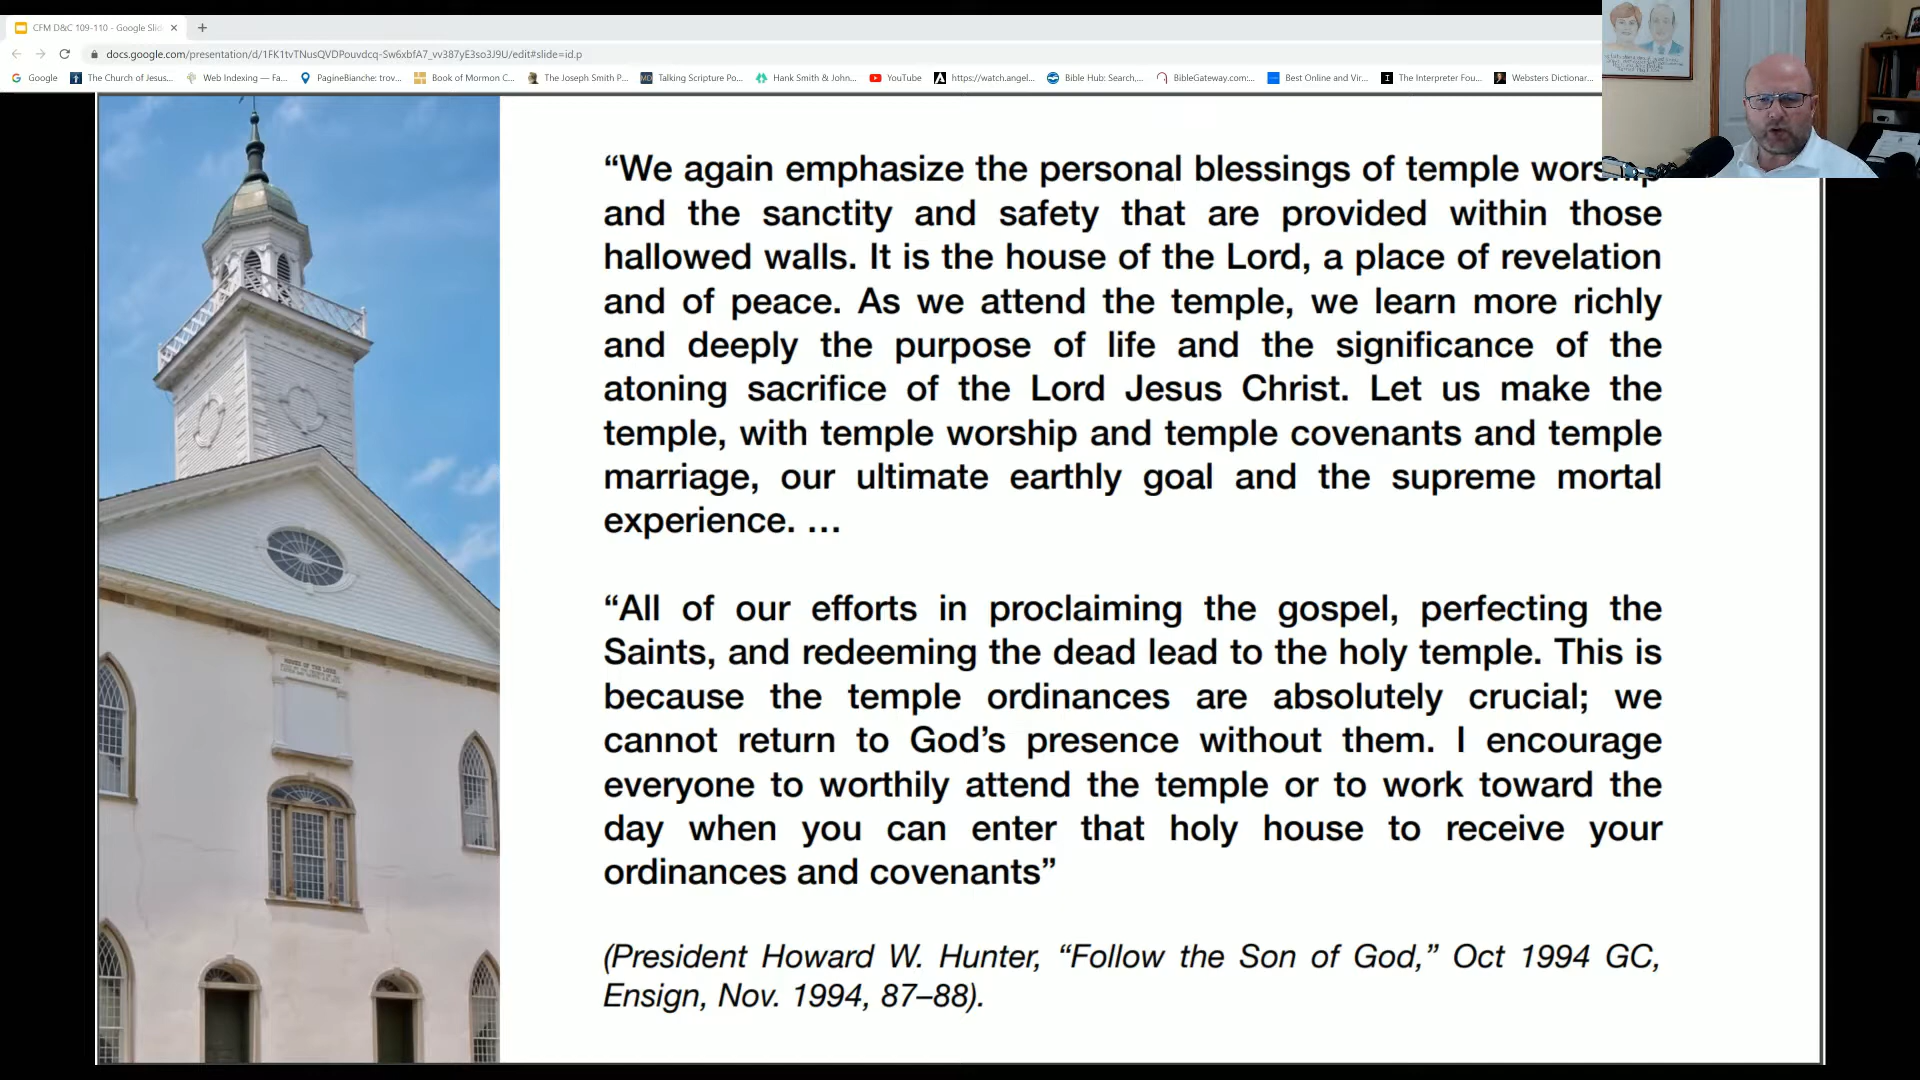 CFM D&C 109-110 - Google Slid
docs.google.com/presentation/d/1FK1tvTNusQVDPouvdcq-Sw6xbfA7_vv387yE3so3J9U/edit#slide=id.p
Google
The Church of Jesus...
Web Indexing — Fa...
PagineBianche: trov...
Book of Mormon C...
The Joseph Smith P...
Talking Scripture Po...
Hank Smith & John...
YouTube
https://watch.angel...
Bible Hub: Search,...
BibleGateway.com:...
Best Online and Vir...
The Interpreter Fou...
Websters Dictionar...
“We again emphasize the personal blessings of temple worship
and the sanctity and safety that are provided within those
hallowed walls. It is the house of the Lord, a place of revelation
and of peace. As we attend the temple, we learn more richly
and deeply the purpose of life and the significance of the
atoning sacrifice of the Lord Jesus Christ. Let us make the
temple, with temple worship and temple covenants and temple
marriage, our ultimate earthly goal and the supreme mortal
experience. …
“All of our efforts in proclaiming the gospel, perfecting the
Saints, and redeeming the dead lead to the holy temple. This is
because the temple ordinances are absolutely crucial; we
cannot return to God’s presence without them. I encourage
everyone to worthily attend the temple or to work toward the
day when you can enter that holy house to receive your
ordinances and covenants”
(President Howard W. Hunter, “Follow the Son of God,” Oct 1994 GC,
Ensign, Nov. 1994, 87–88).